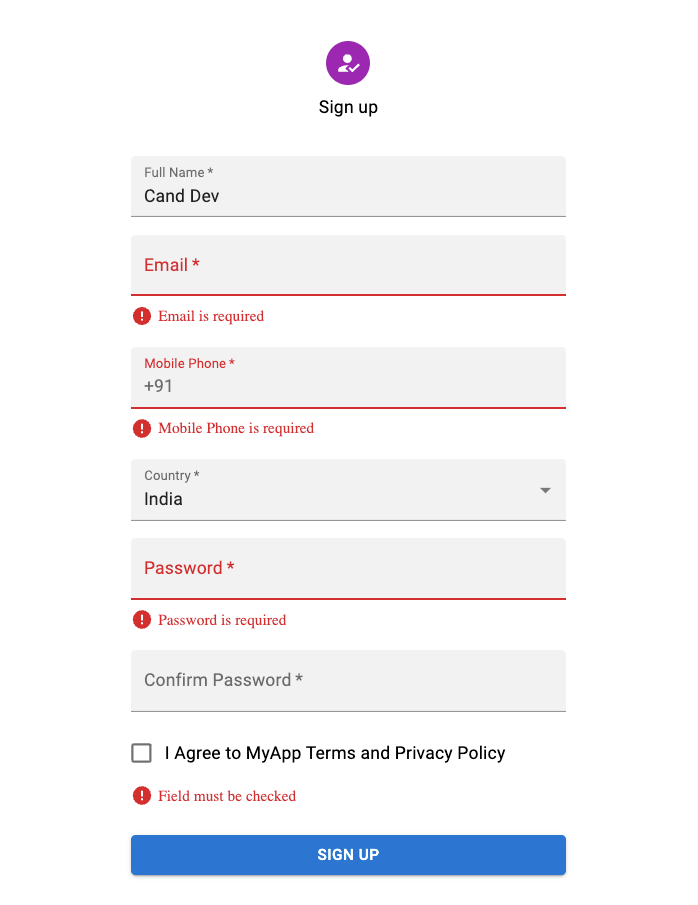 Sign up
Full Name *
Cand Dev
Email *
Email is required
Mobile Phone *
+91
Mobile Phone is required
Country *
India
Password *
Password is required
Confirm Password *
I Agree to MyApp Terms and Privacy Policy
Field must be checked
SIGN UP